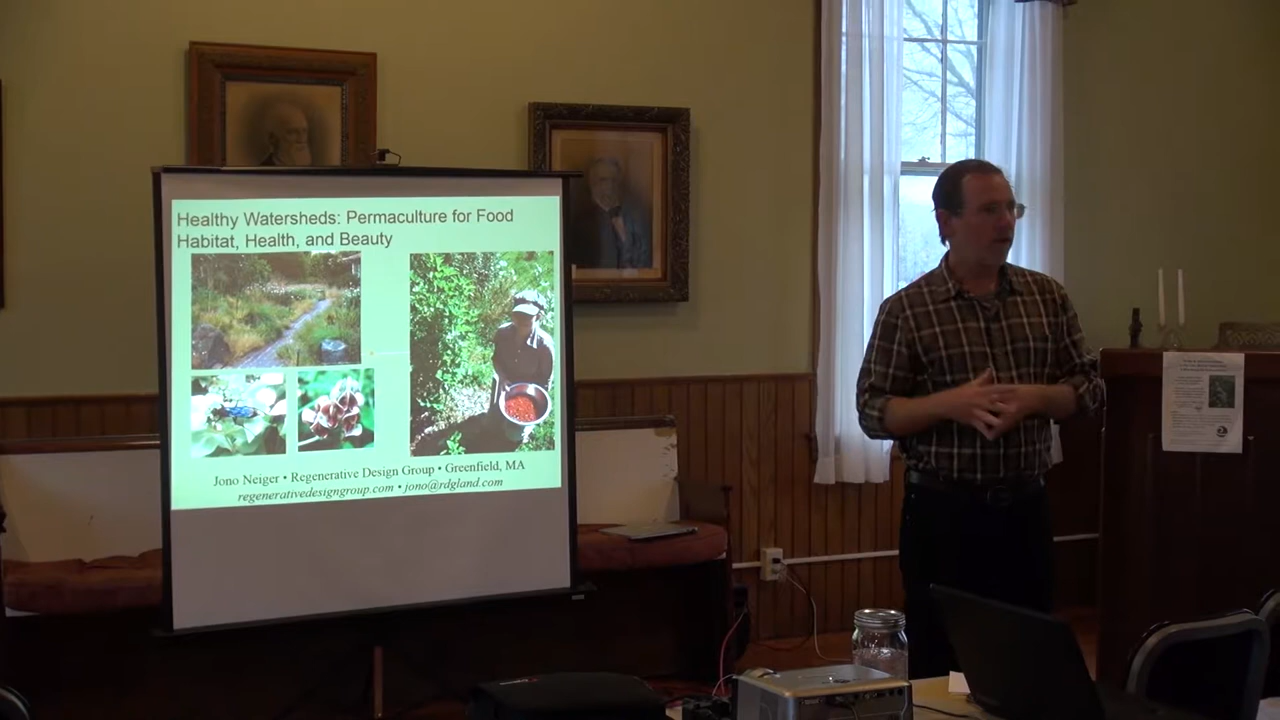 Healthy Watersheds: Permaculture for Food
Habitat, Health, and Beauty
Jono Neiger • Regenerative Design Group • Greenfield, MA
regenerativedesigngroup.com • jono@rdgland.com